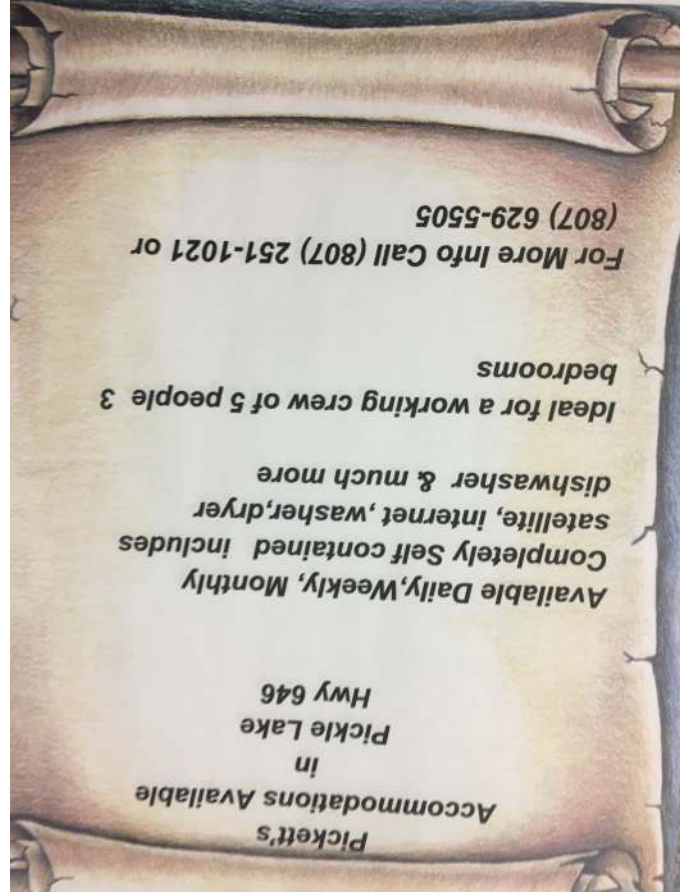 Pickett's
Accommodations Available
in
Pickle Lake
Hwy 646
Available Daily,Weekly, Monthly
Completely Self contained includes
satellite, internet,washer,dryer
dishwasher & much more
Ideal for a working crew of 5 people 3
bedrooms
For More Info Call (807) 251-1021 or
(807) 629-5505